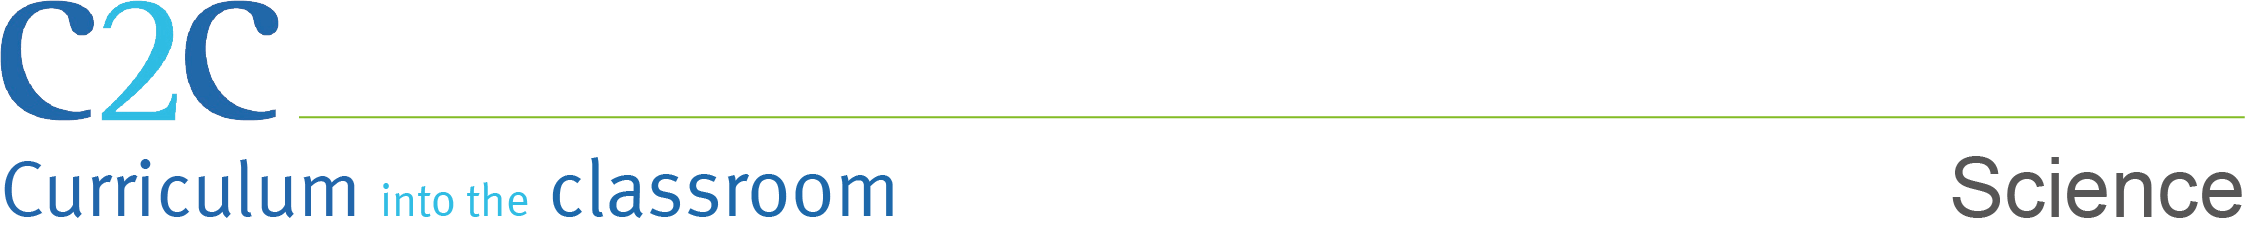 C2C
Curriculum into the classroom
Science